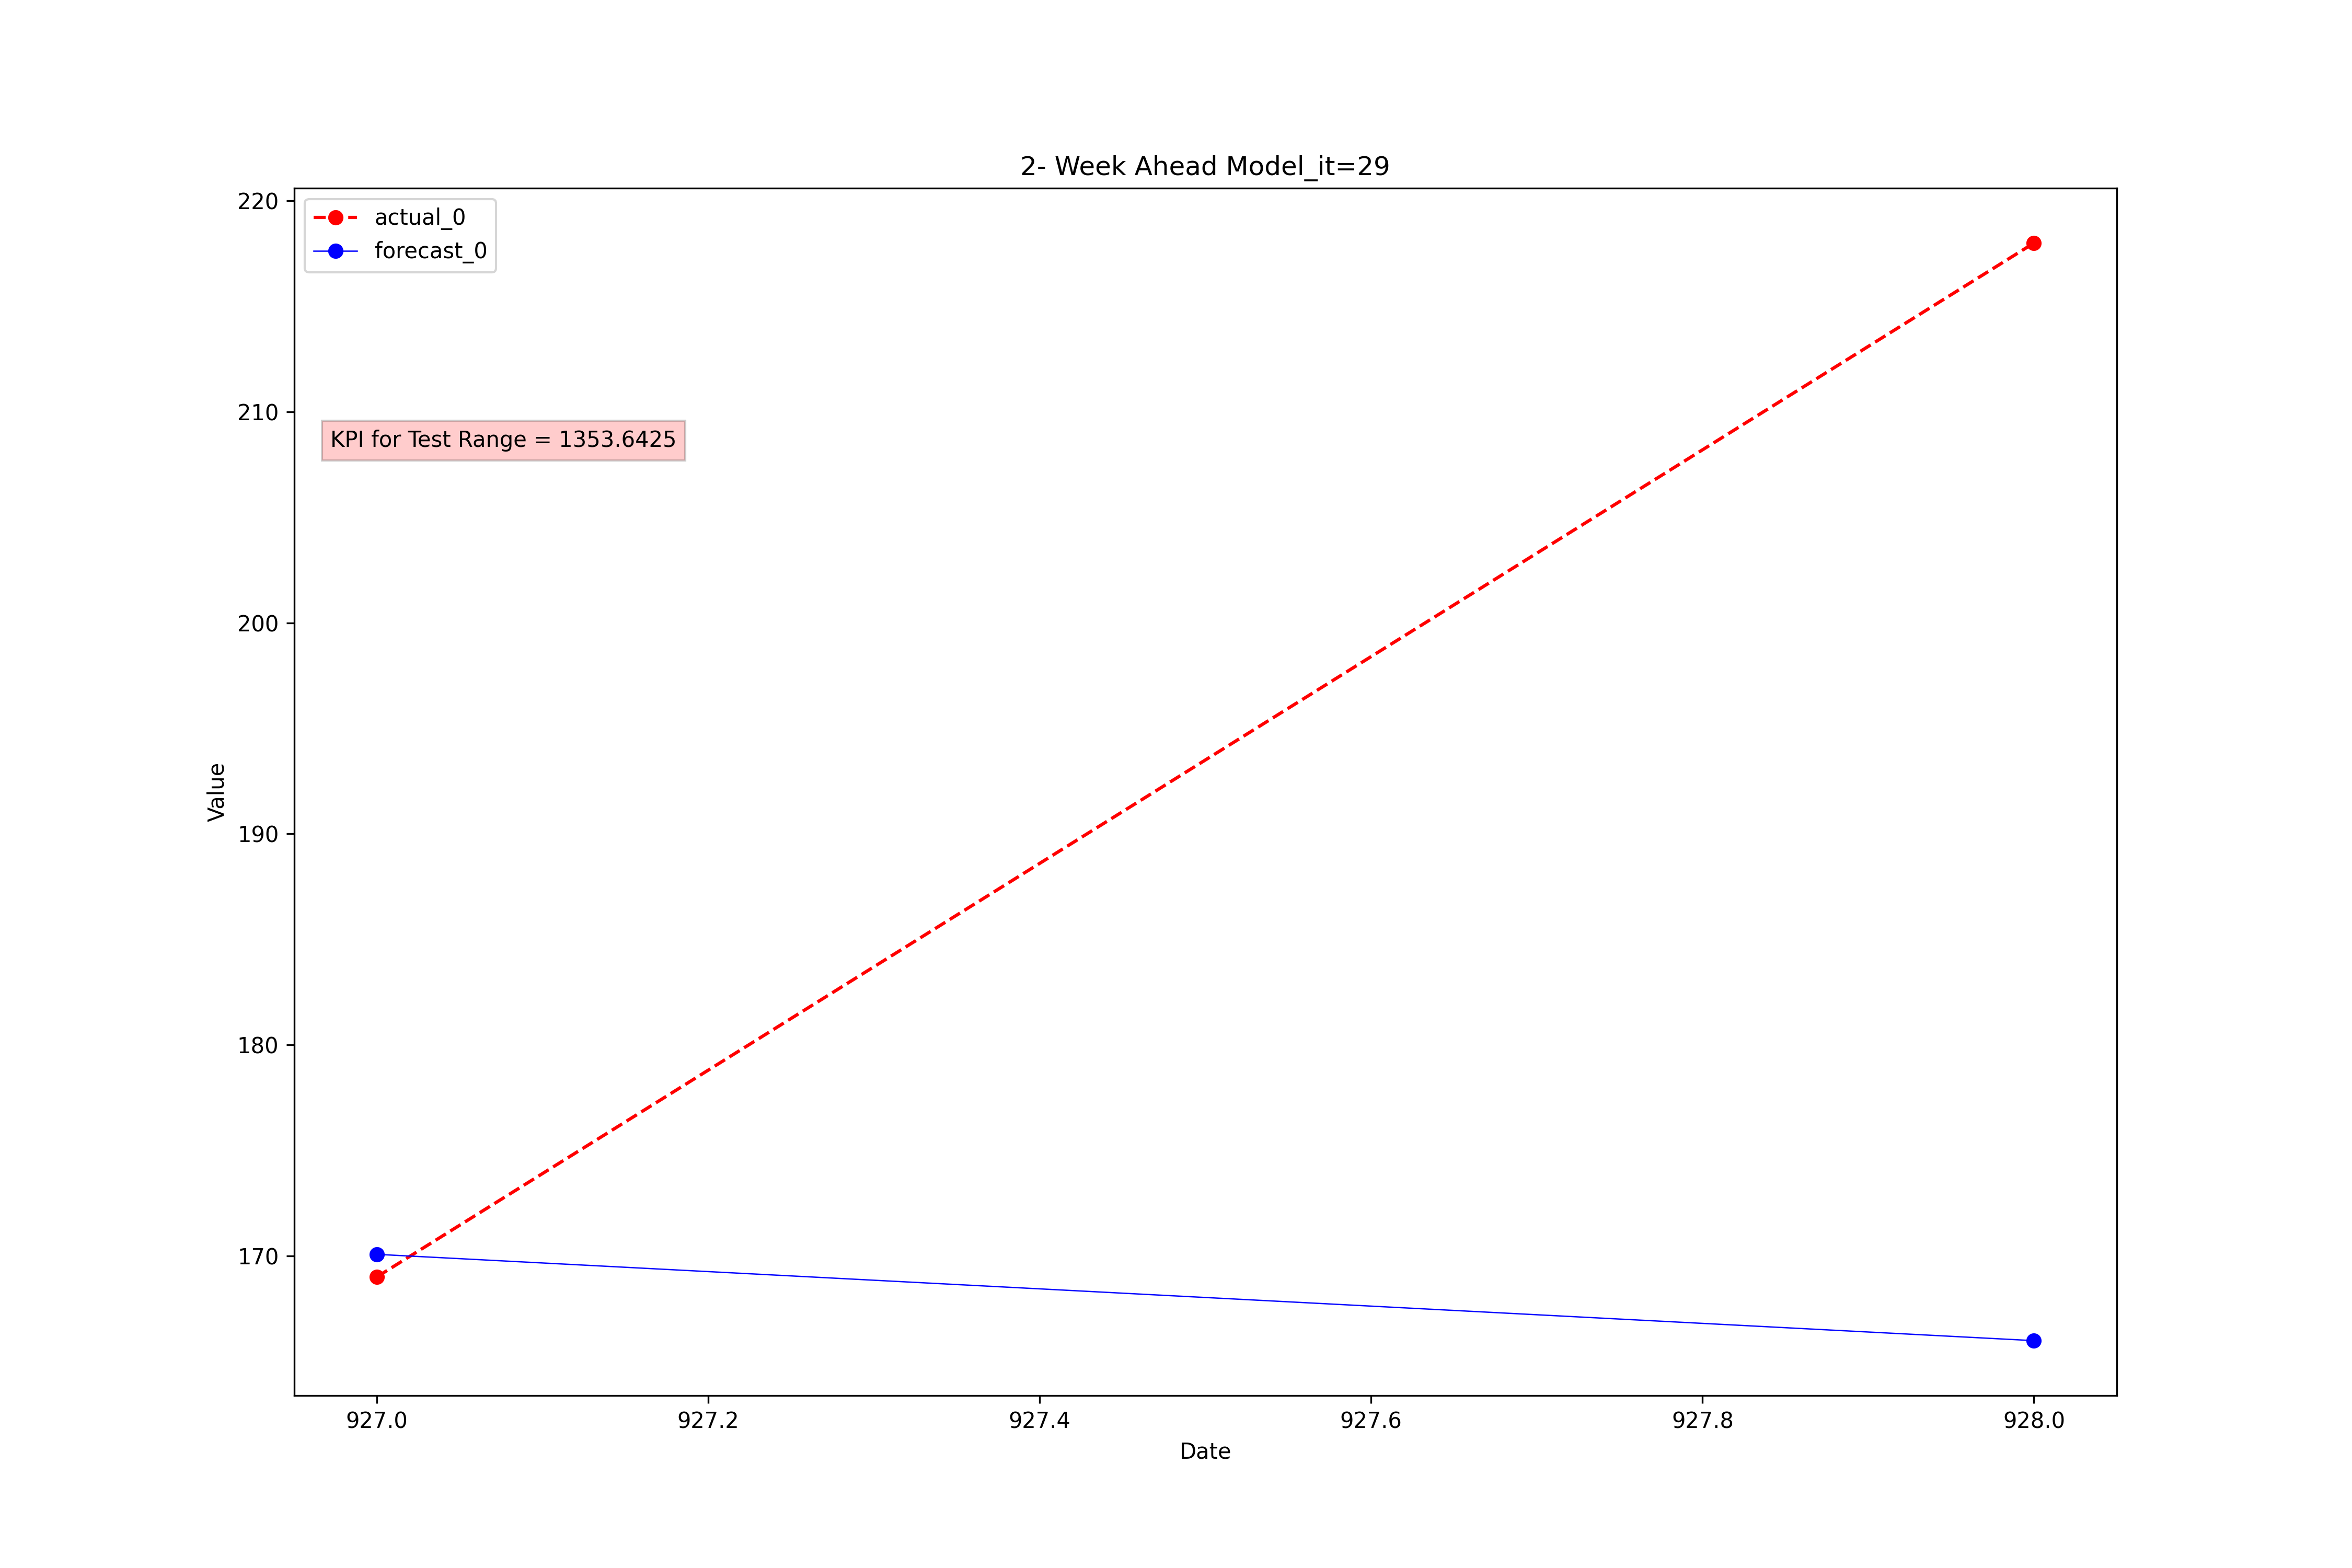 2- Week Ahead Model_it=29
220
actual_0
forecast_0
210
KPI for Test Range = 1353.6425
200
Value
190
180
170
927.0 927.2 927.4 927.6 927.8 928.0
Date